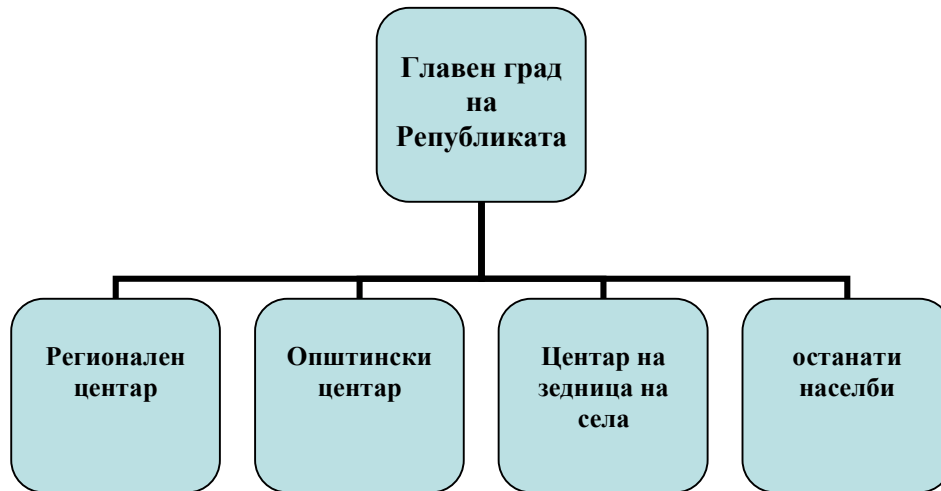 Главен град
на
Републиката
Регионален
центар
Општински
центар
Центар на
зедница на
села
останати
населби